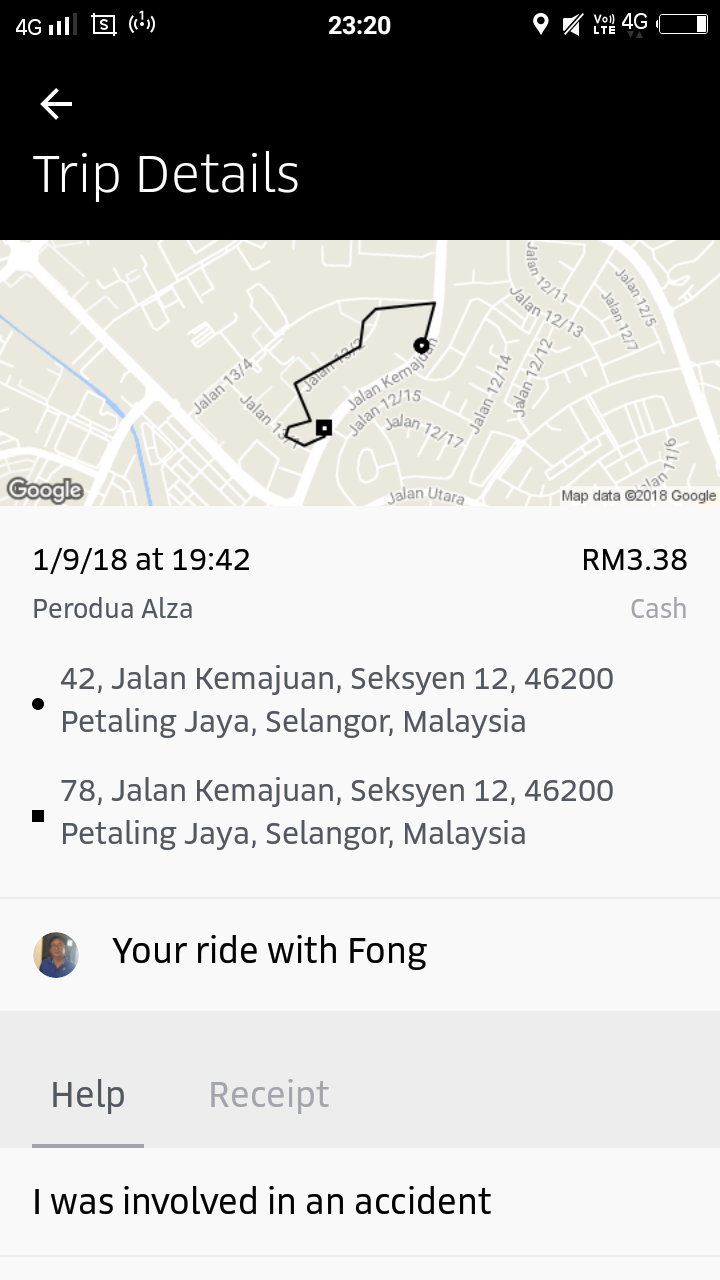 4G S 1 23:20 Vo)) LTE 4G
Trip Details
Jalan 12/11
Jalan 12/5
Jalan 12/13
Jalan 12/7
Jalan 13/2
Jalan 13/4
Jalan Kemajuan
Jalan 12/14
Jalan 12/12
Jalan 12/15
Jalan 12/17
Jalan 11/6
Google
Jalan Utara
Map data ©2018 Google
1/9/18 at 19:42 RM3.38
Perodua Alza Cash
42, Jalan Kemajuan, Seksyen 12, 46200
Petaling Jaya, Selangor, Malaysia
78, Jalan Kemajuan, Seksyen 12, 46200
Petaling Jaya, Selangor, Malaysia
Your ride with Fong
Help Receipt
I was involved in an accident